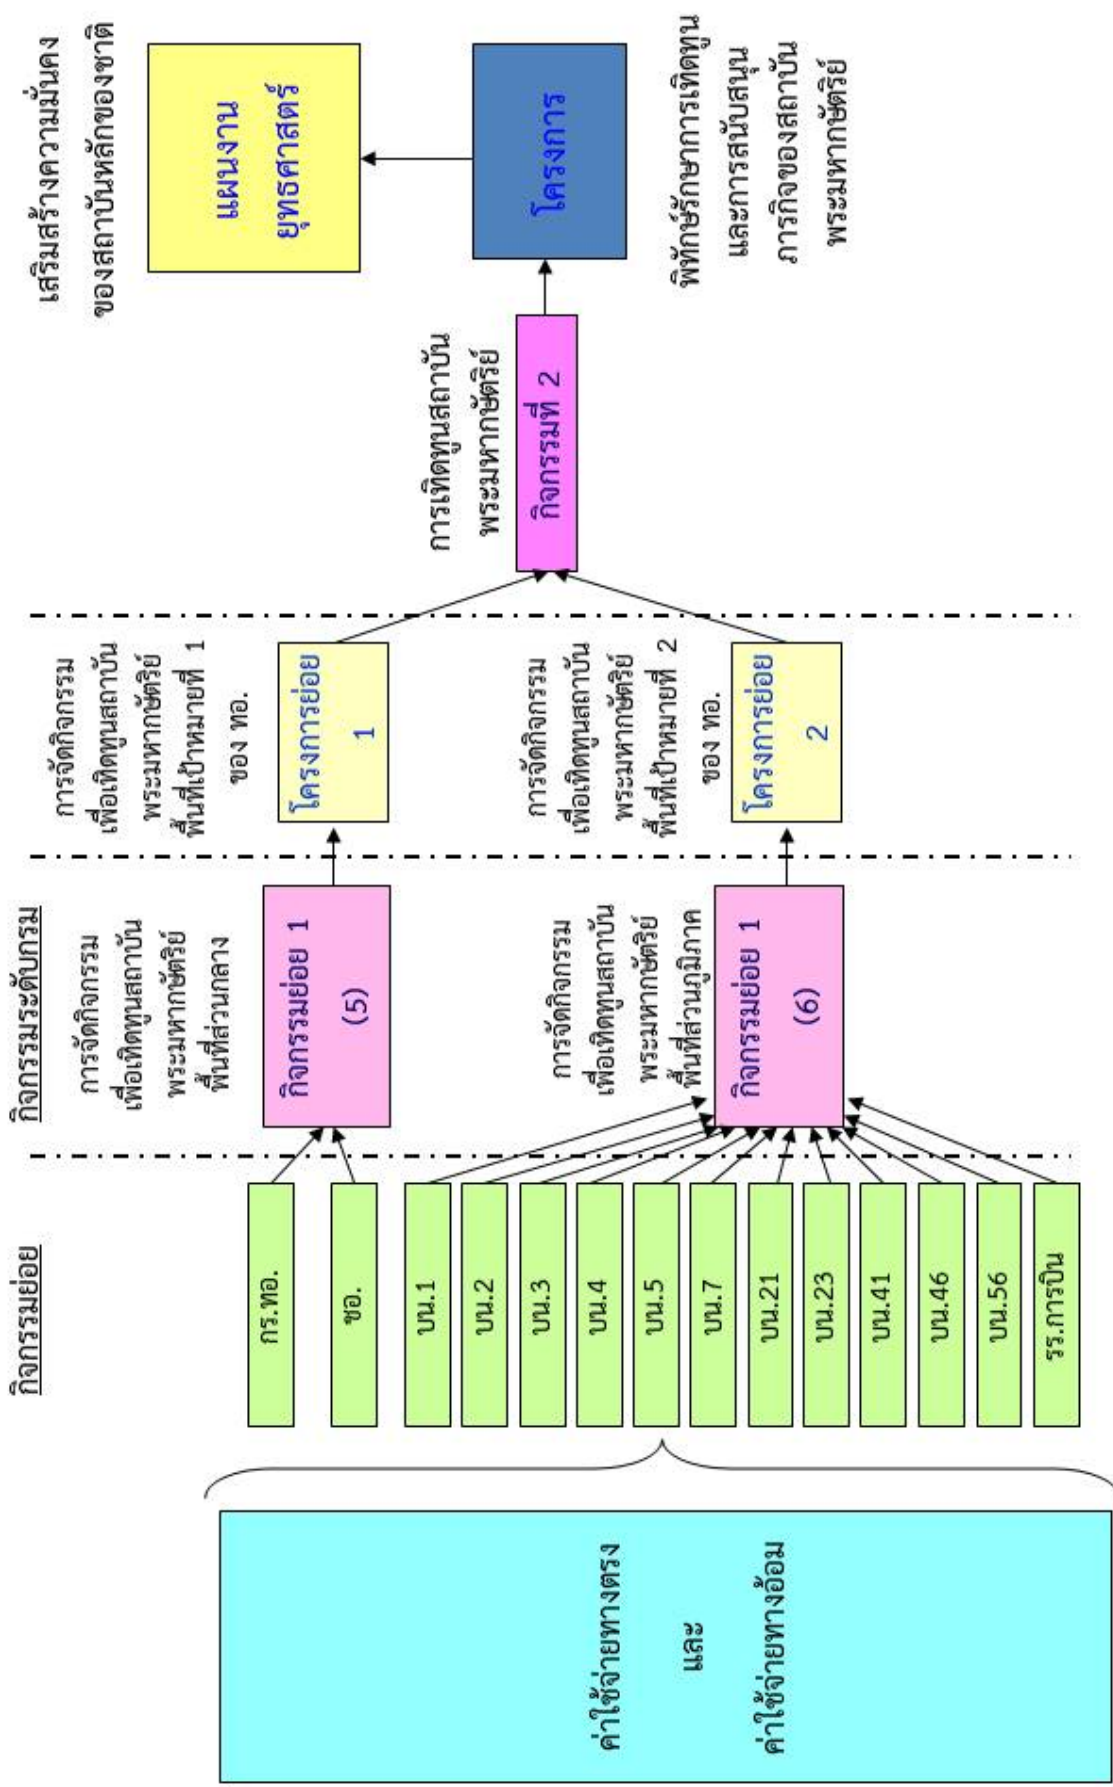 กิจกรรมย่อย
กิจกรรมระดับกรม
ค่าใช้จ่ายทางตรง
และ
ค่าใช้จ่ายทางอ้อม
กร.ทอ.
ชอ.
บน.1
บน.2
บน.3
บน.4
บน.5
บน.7
บน.21
บน.23
บน.41
บน.46
บน.56
รร.การบิน
การจัดกิจกรรม
เพื่อเทิดทูนสถาบัน
พระมหากษัตริย์
พื้นที่ส่วนกลาง
กิจกรรมย่อย 1
(5)
การจัดกิจกรรม
เพื่อเทิดทูนสถาบัน
พระมหากษัตริย์
พื้นที่ส่วนภูมิภาค
กิจกรรมย่อย 1
(6)
การจัดกิจกรรม
เพื่อเทิดทูนสถาบัน
พระมหากษัตริย์
พื้นที่เป้าหมายที่ 1
ของ ทอ.
โครงการย่อย
1
การจัดกิจกรรม
เพื่อเทิดทูนสถาบัน
พระมหากษัตริย์
พื้นที่เป้าหมายที่ 2
ของ ทอ.
โครงการย่อย
2
การเทิดทูนสถาบัน
พระมหากษัตริย์
กิจกรรมที่ 2
เสริมสร้างความมั่นคง
ของสถาบันหลักของชาติ
แผนงาน
ยุทธศาสตร์
โครงการ
พิทักษ์รักษาการเทิดทูน
และการสนับสนุน
ภารกิจของสถาบัน
พระมหากษัตริย์